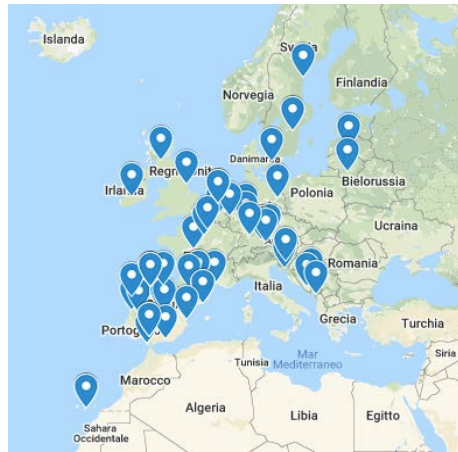 Islanda
Svezia
Finlandia
Norvegia
Danimarca
Regno Unito
Irlanda
Polonia
Bielorussia
Ucraina
Romania
Italia
Grecia
Turchia
Portogallo
Mar
Mediterraneo
Tunisia
Siria
Marocco
Algeria
Libia
Egitto
Sahara
Occidentale